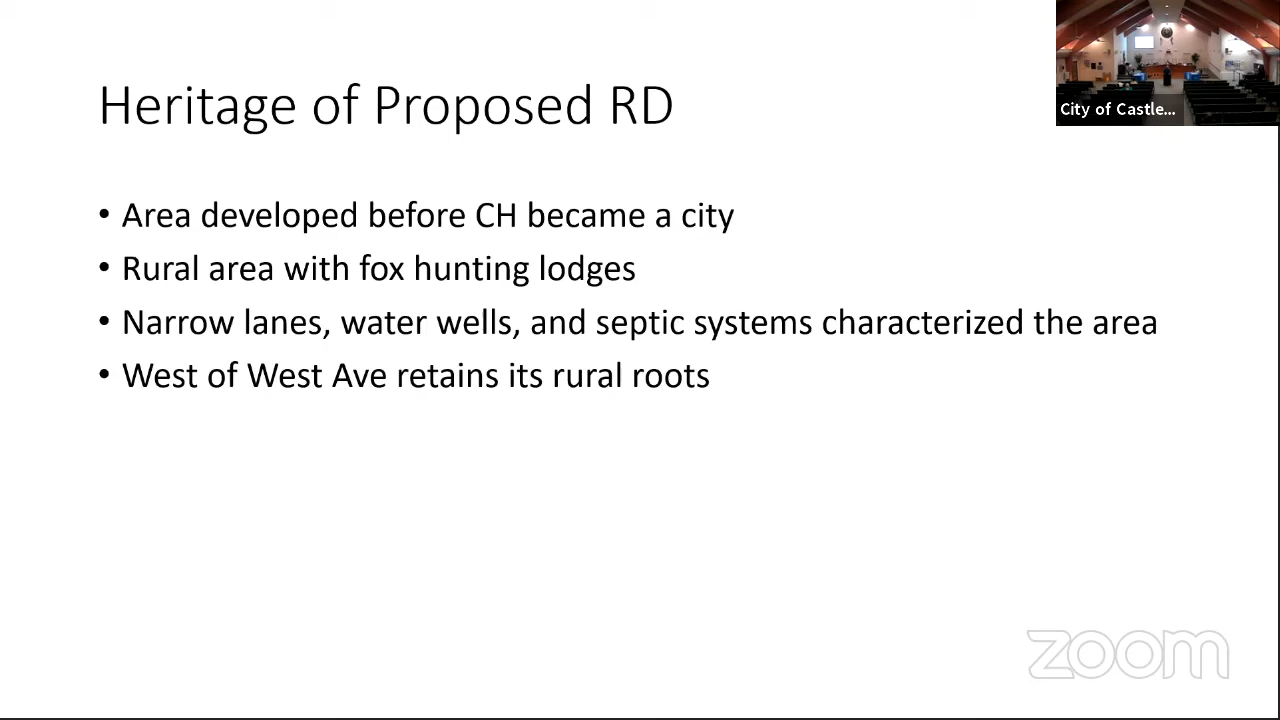 City of Castle...
Heritage of Proposed RD
• Area developed before CH became a city
• Rural area with fox hunting lodges
• Narrow lanes, water wells, and septic systems characterized the area
• West of West Ave retains its rural roots
zoom